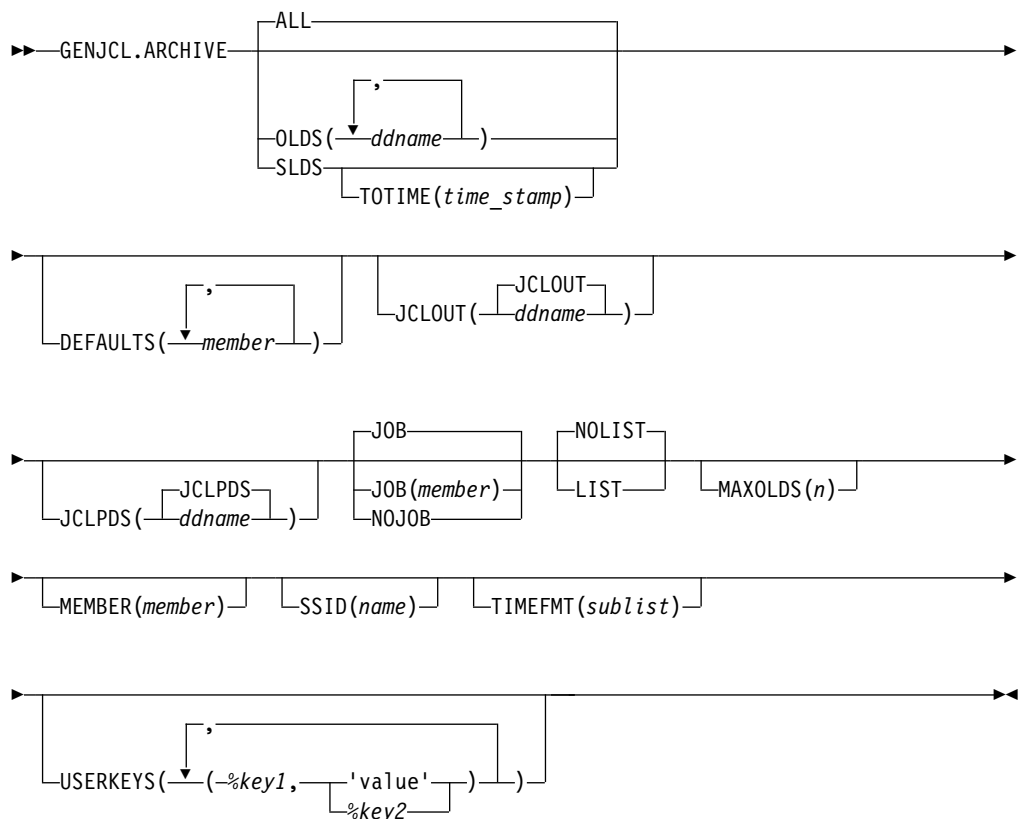 ALL
GENJCL.ARCHIVE
,
OLDS( ddname )
SLDS
TOTIME(time_stamp)
,
DEFAULTS( member )
JCLOUT
JCLOUT( ddname )
JCLPDS
JCLPDS( ddname )
JOB
JOB(member)
NOJOB
NOLIST
LIST
MAXOLDS(n)
MEMBER(member) SSID(name) TIMEFMT(sublist)
,
USERKEYS( (%key1, 'value' ) )
%key2